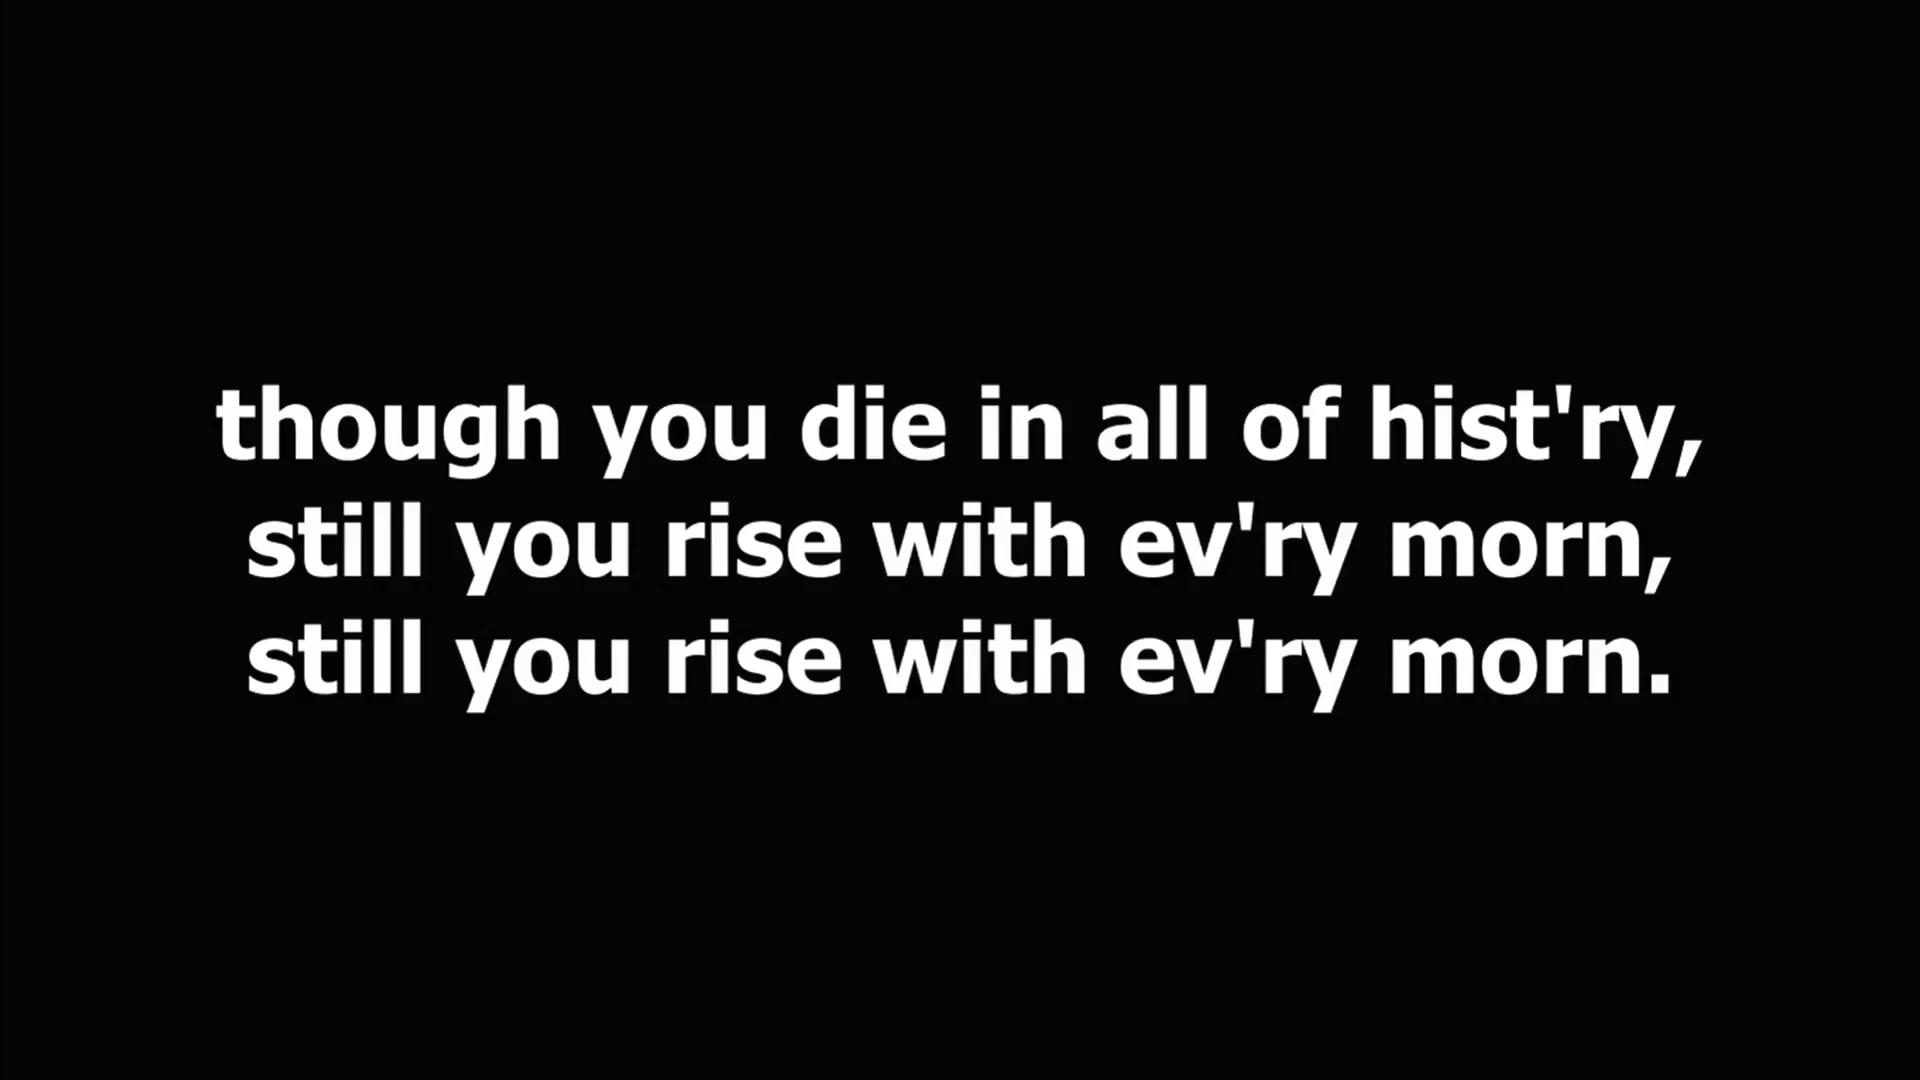 though you die in all of hist'ry,
still you rise with ev'ry morn,
still you rise with ev'ry morn.